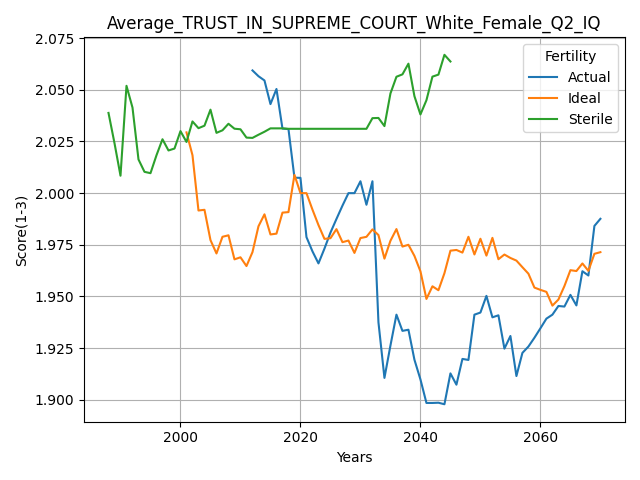 Average_TRUST_IN_SUPREME_COURT_White_Female_Q2_IQ
2.075
2.050
2.025
2.000
1.975
1.950
1.925
1.900
Score(1-3)
Fertility
Actual
Ideal
Sterile
2000
2020
2040
2060
Years